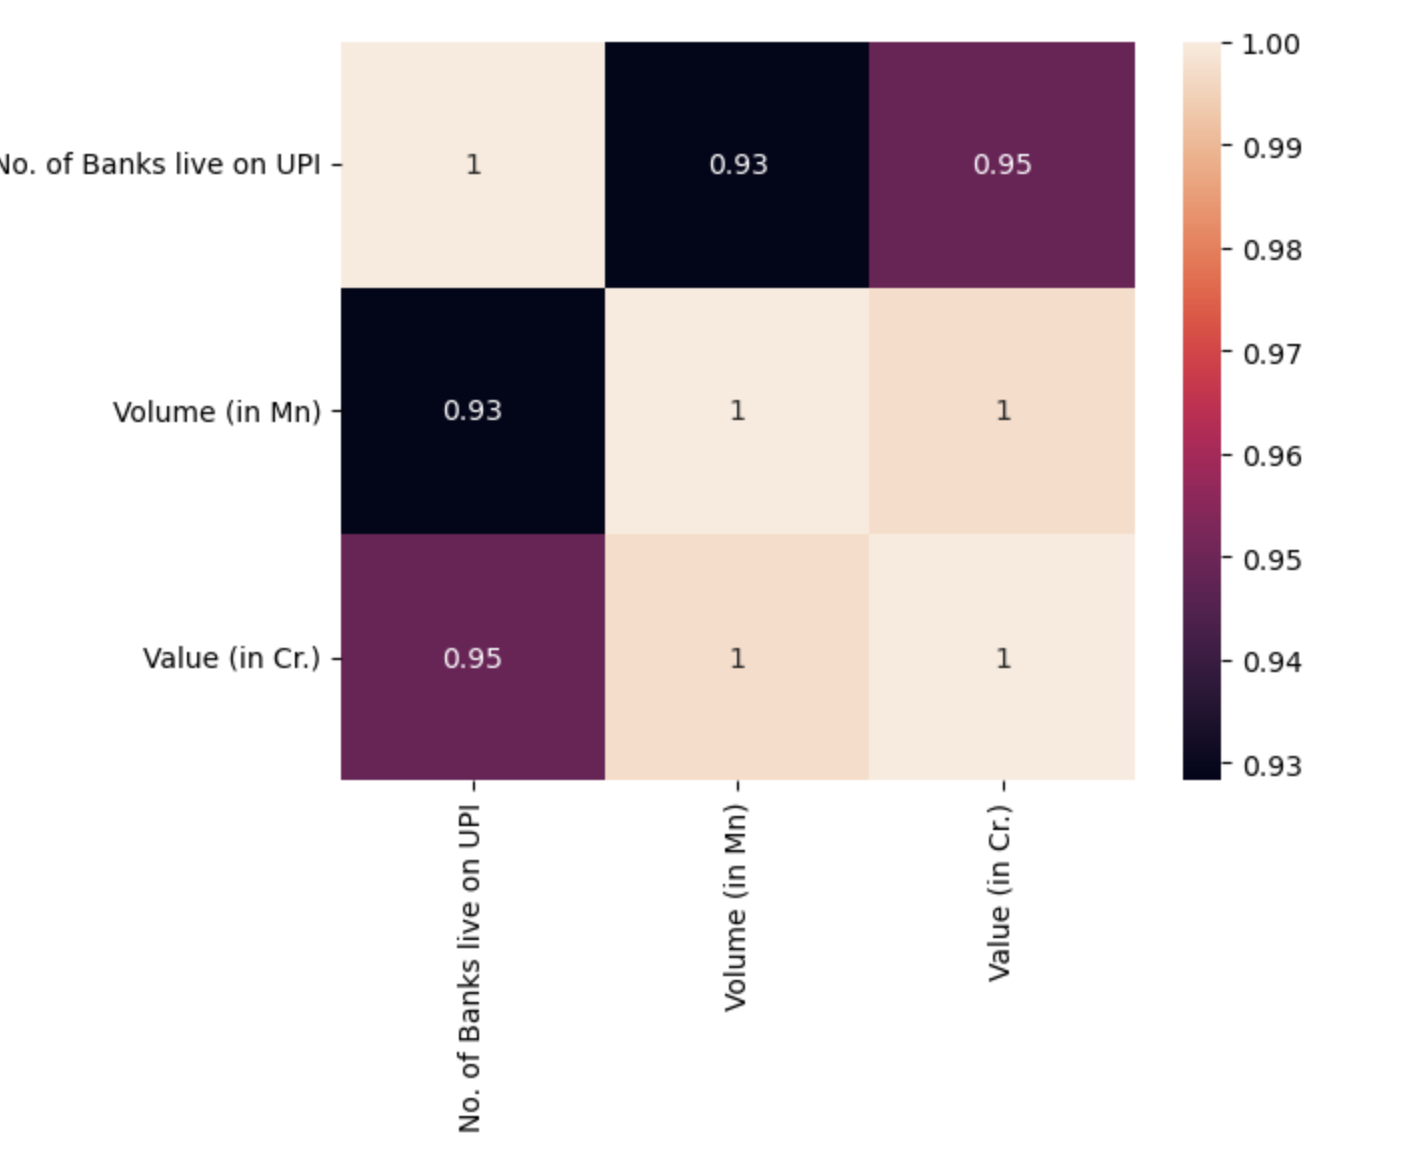 No. of Banks live on UPI
1
0.93
0.95
Volume (in Mn)
0.93
1
1
Value (in Cr.)
0.95
1
1
No. of Banks live on UPI
Volume (in Mn)
Value (in Cr.)
1.00
0.99
0.98
0.97
0.96
0.95
0.94
0.93